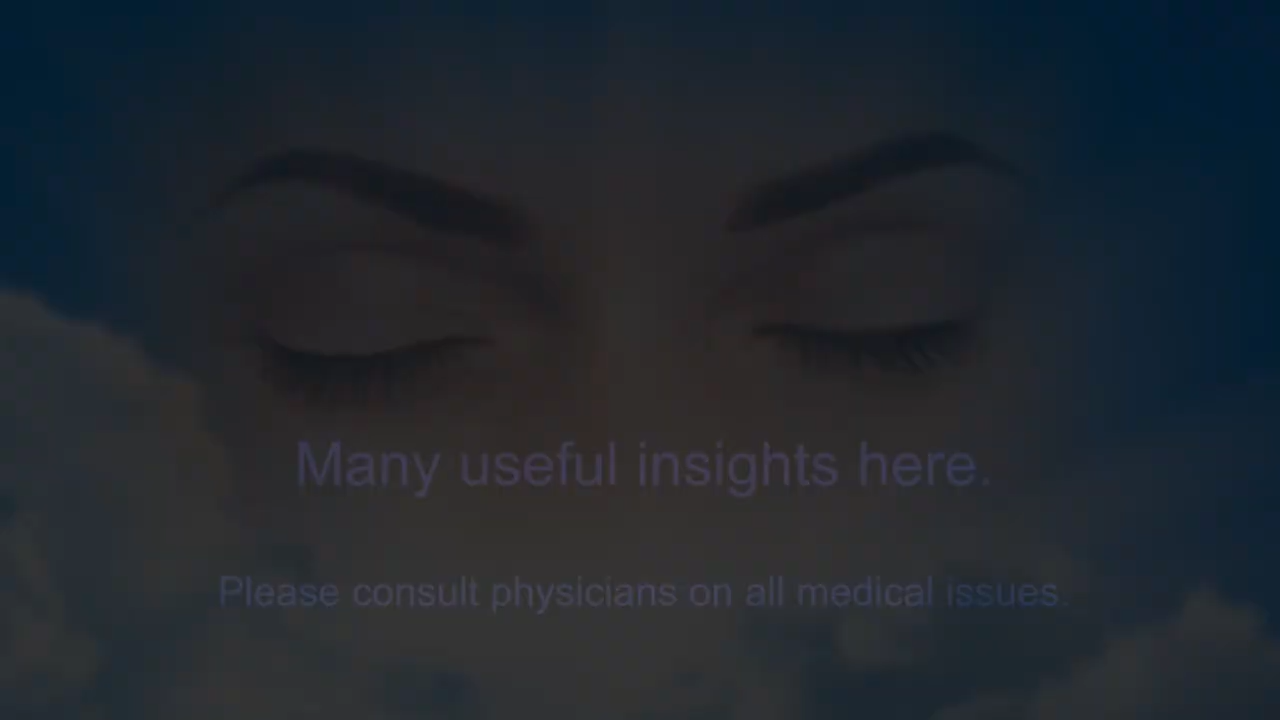 Many useful insights here.
Please consult physicians on all medical issues.